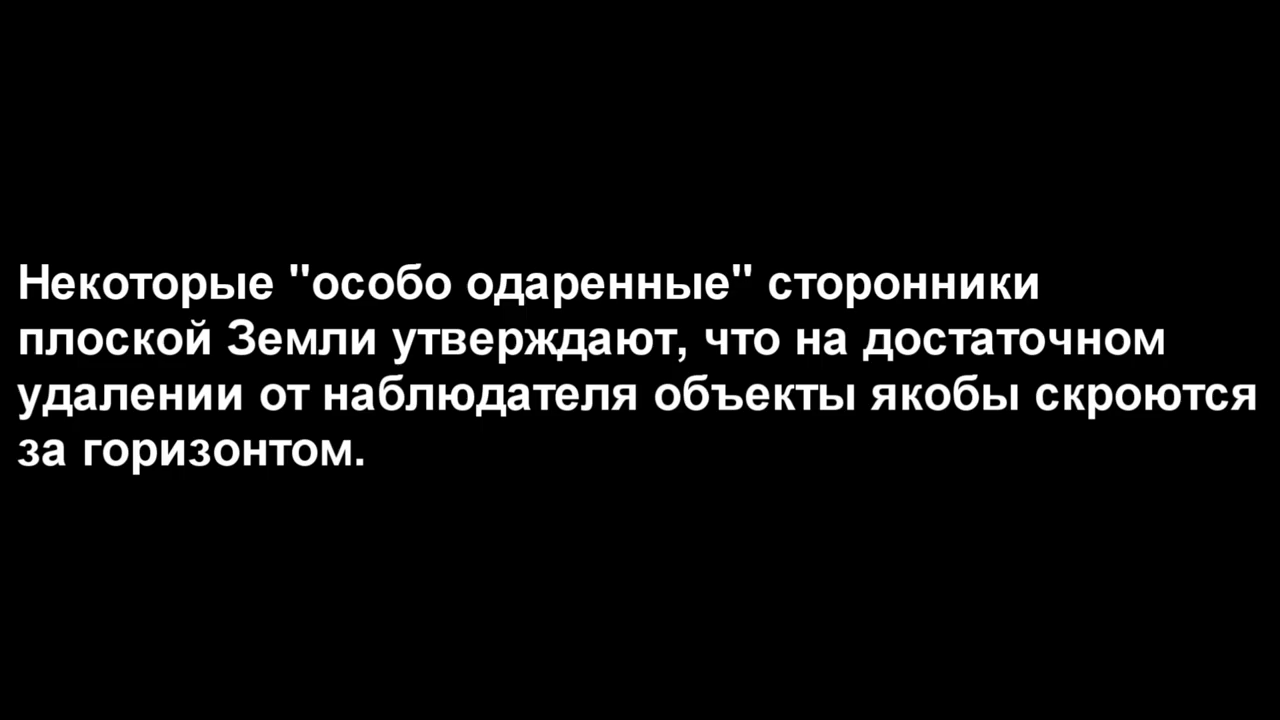 Некоторые "особо одаренные" сторонники
плоской Земли утверждают, что на достаточном
удалении от наблюдателя объекты якобы скроются
за горизонтом.